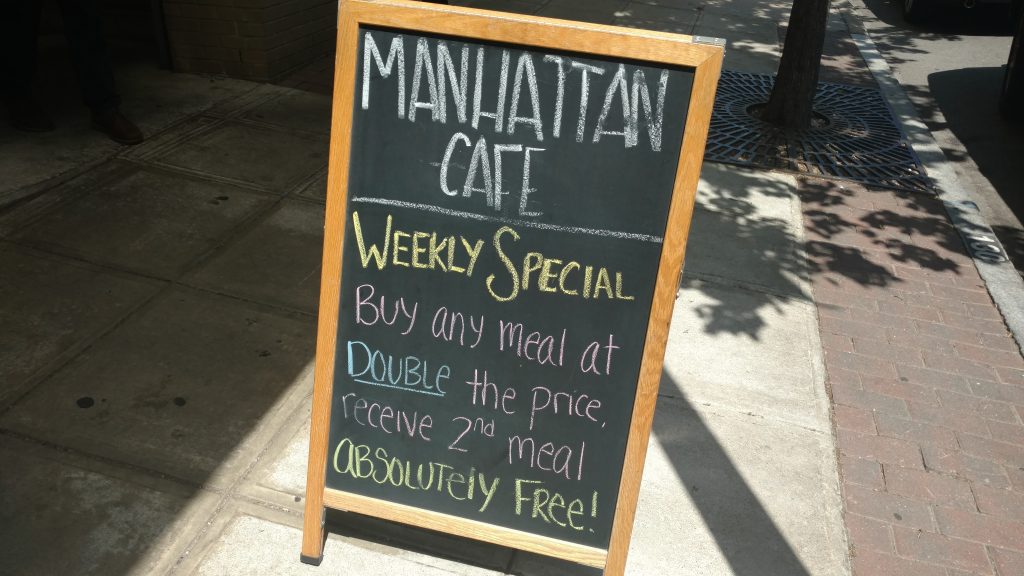 MANHATTAN
CAFE
WEEKLY SPECIAL
Buy any meal at
DOUBLE the price,
receive 2nd meal
ABSOLUTELY FREE!